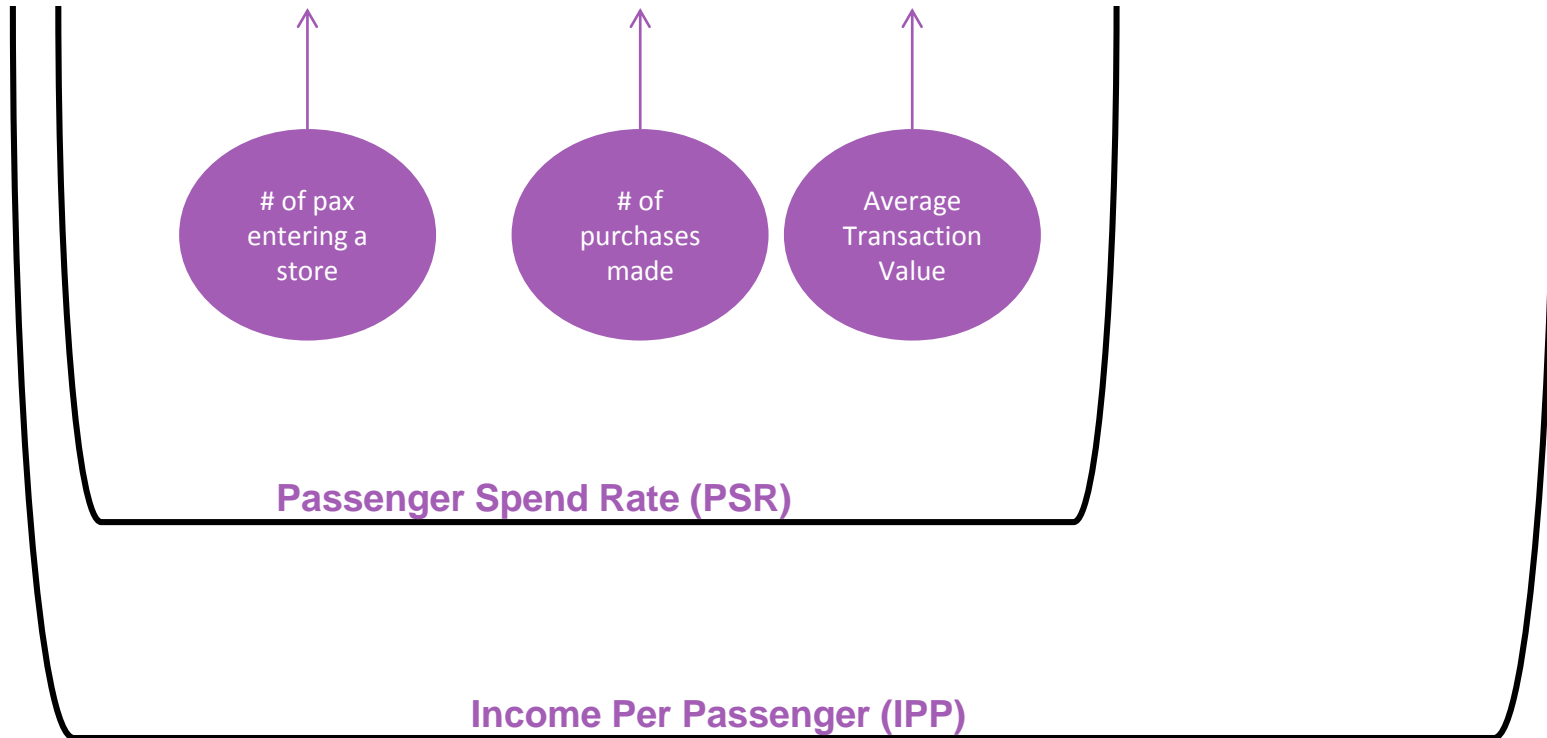 # of pax
entering a
store
# of
purchases
made
Average
Transaction
Value
Passenger Spend Rate (PSR)
Income Per Passenger (IPP)